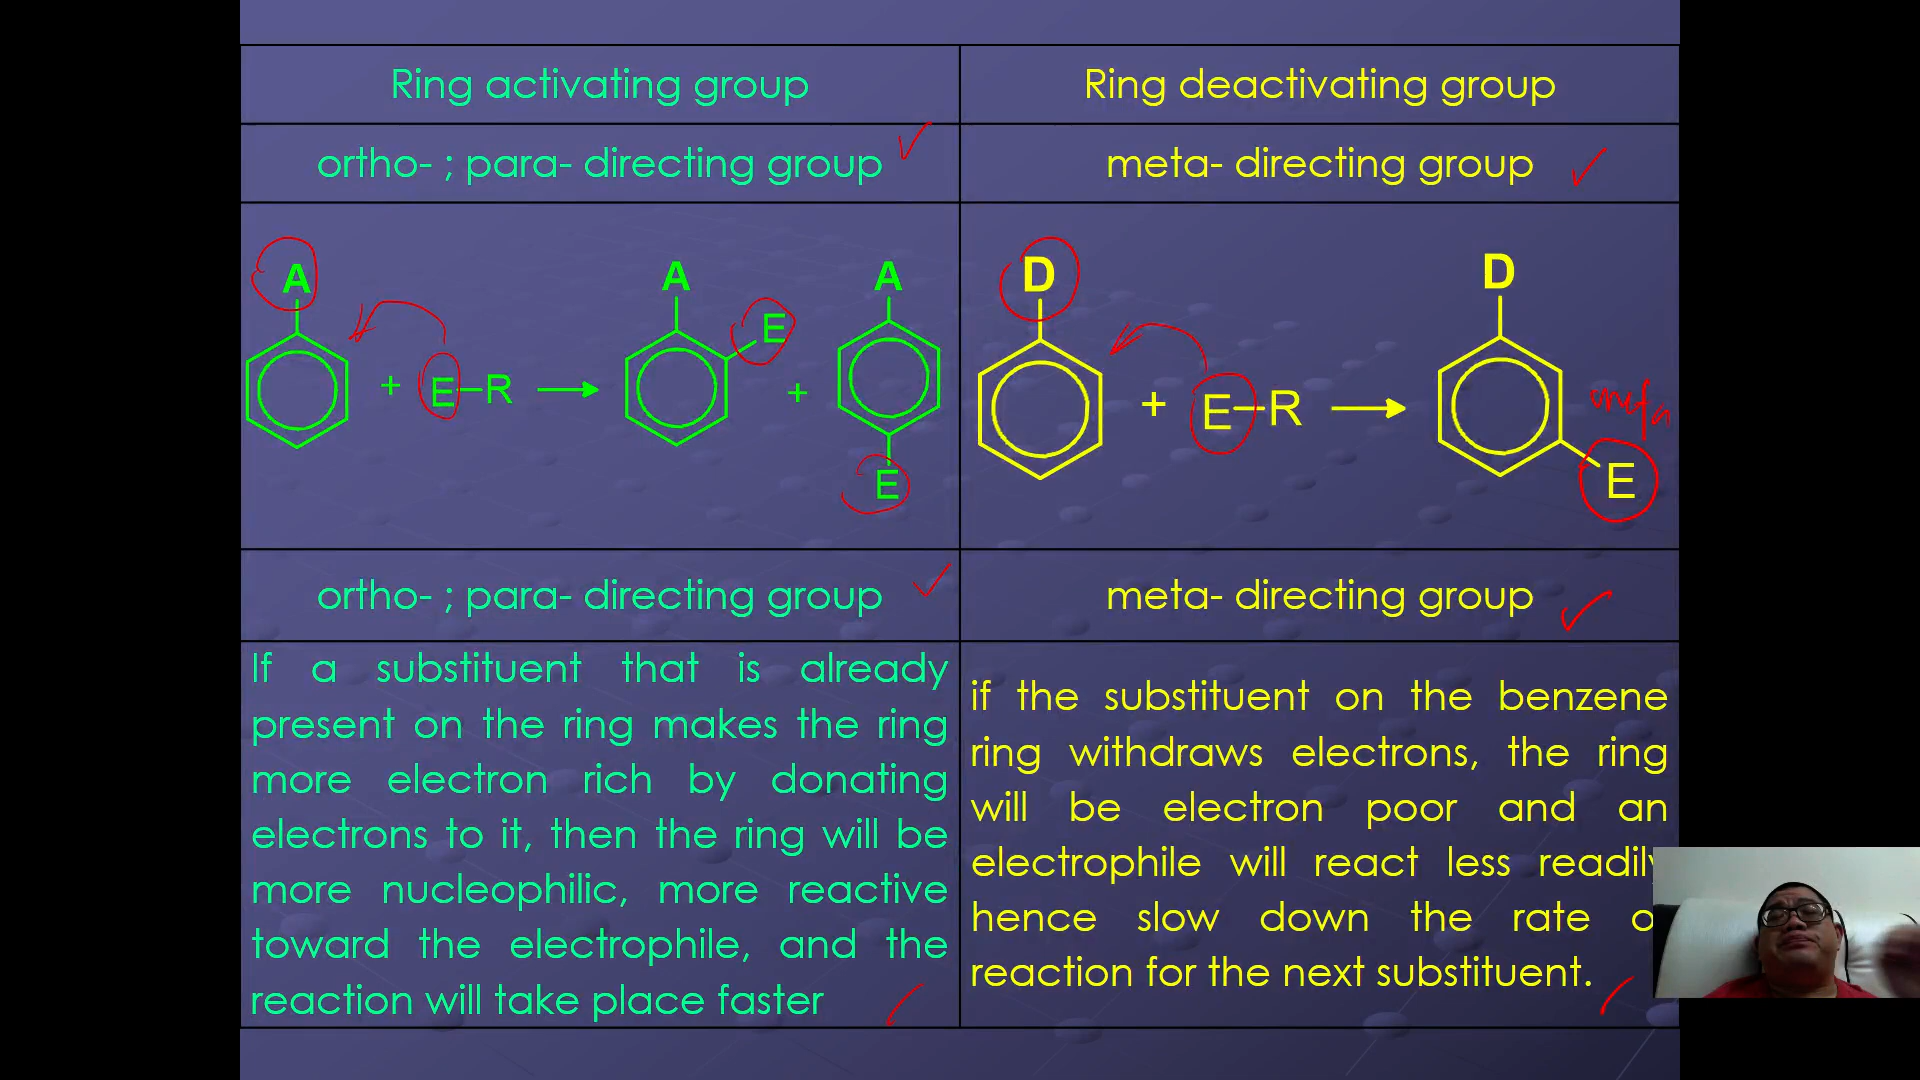 Ring activating group
Ring deactivating group
ortho- ; para- directing group
meta- directing group
A
+ E–R
A
E
+
A
E
D
+ E–R
D
meta
E
ortho- ; para- directing group
meta- directing group
If a substituent that is already
present on the ring makes the ring
more electron rich by donating
electrons to it, then the ring will be
more nucleophilic, more reactive
toward the electrophile, and the
reaction will take place faster
if the substituent on the benzene
ring withdraws electrons, the ring
will be electron poor and an
electrophile will react less readily
hence slow down the rate o
reaction for the next substituent.